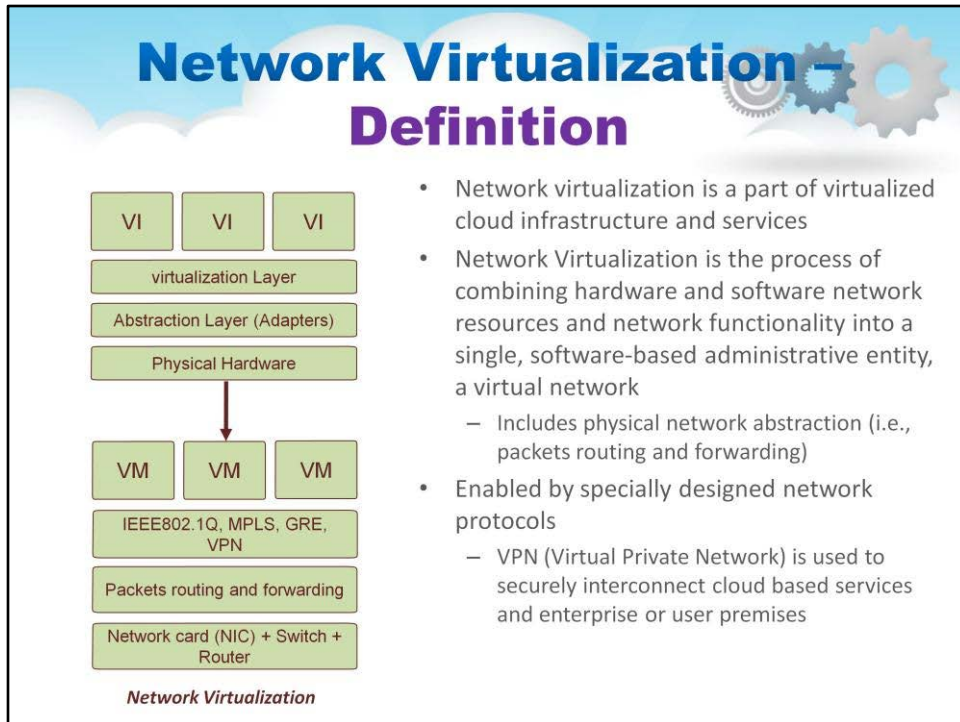 Network Virtualization –
Definition
VI VI VI
virtualization Layer
Abstraction Layer (Adapters)
Physical Hardware
VM VM VM
IEEE802.1Q, MPLS, GRE,
VPN
Packets routing and forwarding
Network card (NIC) + Switch +
Router
Network Virtualization
• Network virtualization is a part of virtualized
cloud infrastructure and services
• Network Virtualization is the process of
combining hardware and software network
resources and network functionality into a
single, software-based administrative entity,
a virtual network
– Includes physical network abstraction (i.e.,
packets routing and forwarding)
• Enabled by specially designed network
protocols
– VPN (Virtual Private Network) is used to
securely interconnect cloud based services
and enterprise or user premises